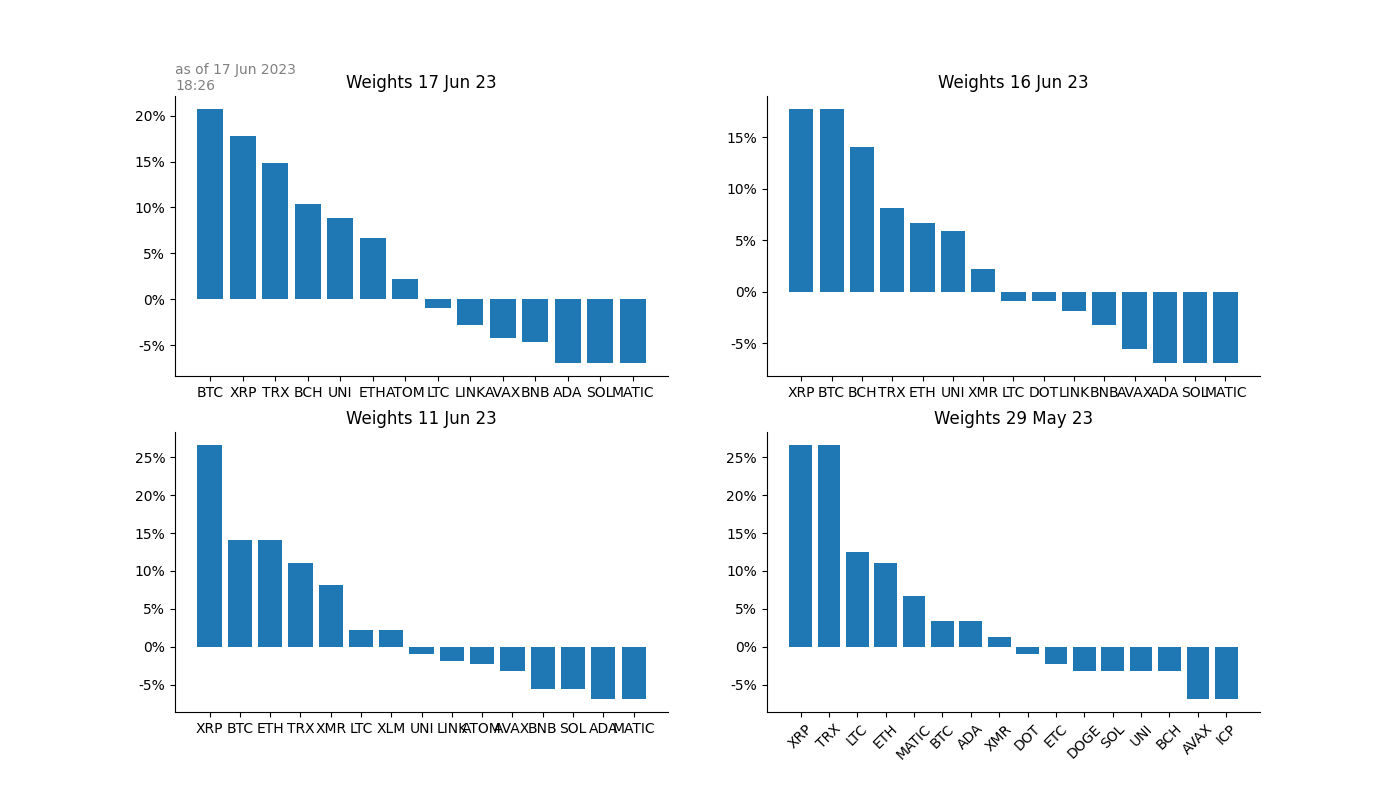 as of 17 Jun 2023
18:26
Weights 17 Jun 23
20%
15%
10%
5%
0%
-5%
BTC XRP TRX BCH UNI ETH ATOM LTC LINK AVAX BNB ADA SOL MATIC
Weights 16 Jun 23
15%
10%
5%
0%
-5%
XRP BTC BCH TRX ETH UNI XMR LTC DOT LINK BNB AVAX ADA SOL MATIC
Weights 11 Jun 23
25%
20%
15%
10%
5%
0%
-5%
XRP BTC ETH TRX XMR LTC XLM UNI LINK ATOM AVAX BNB SOL ADA MATIC
Weights 29 May 23
25%
20%
15%
10%
5%
0%
-5%
XRP TRX LTC ETH MATIC BTC ADA XMR DOT ETC DOGE SOL UNI BCH AVAX ICP